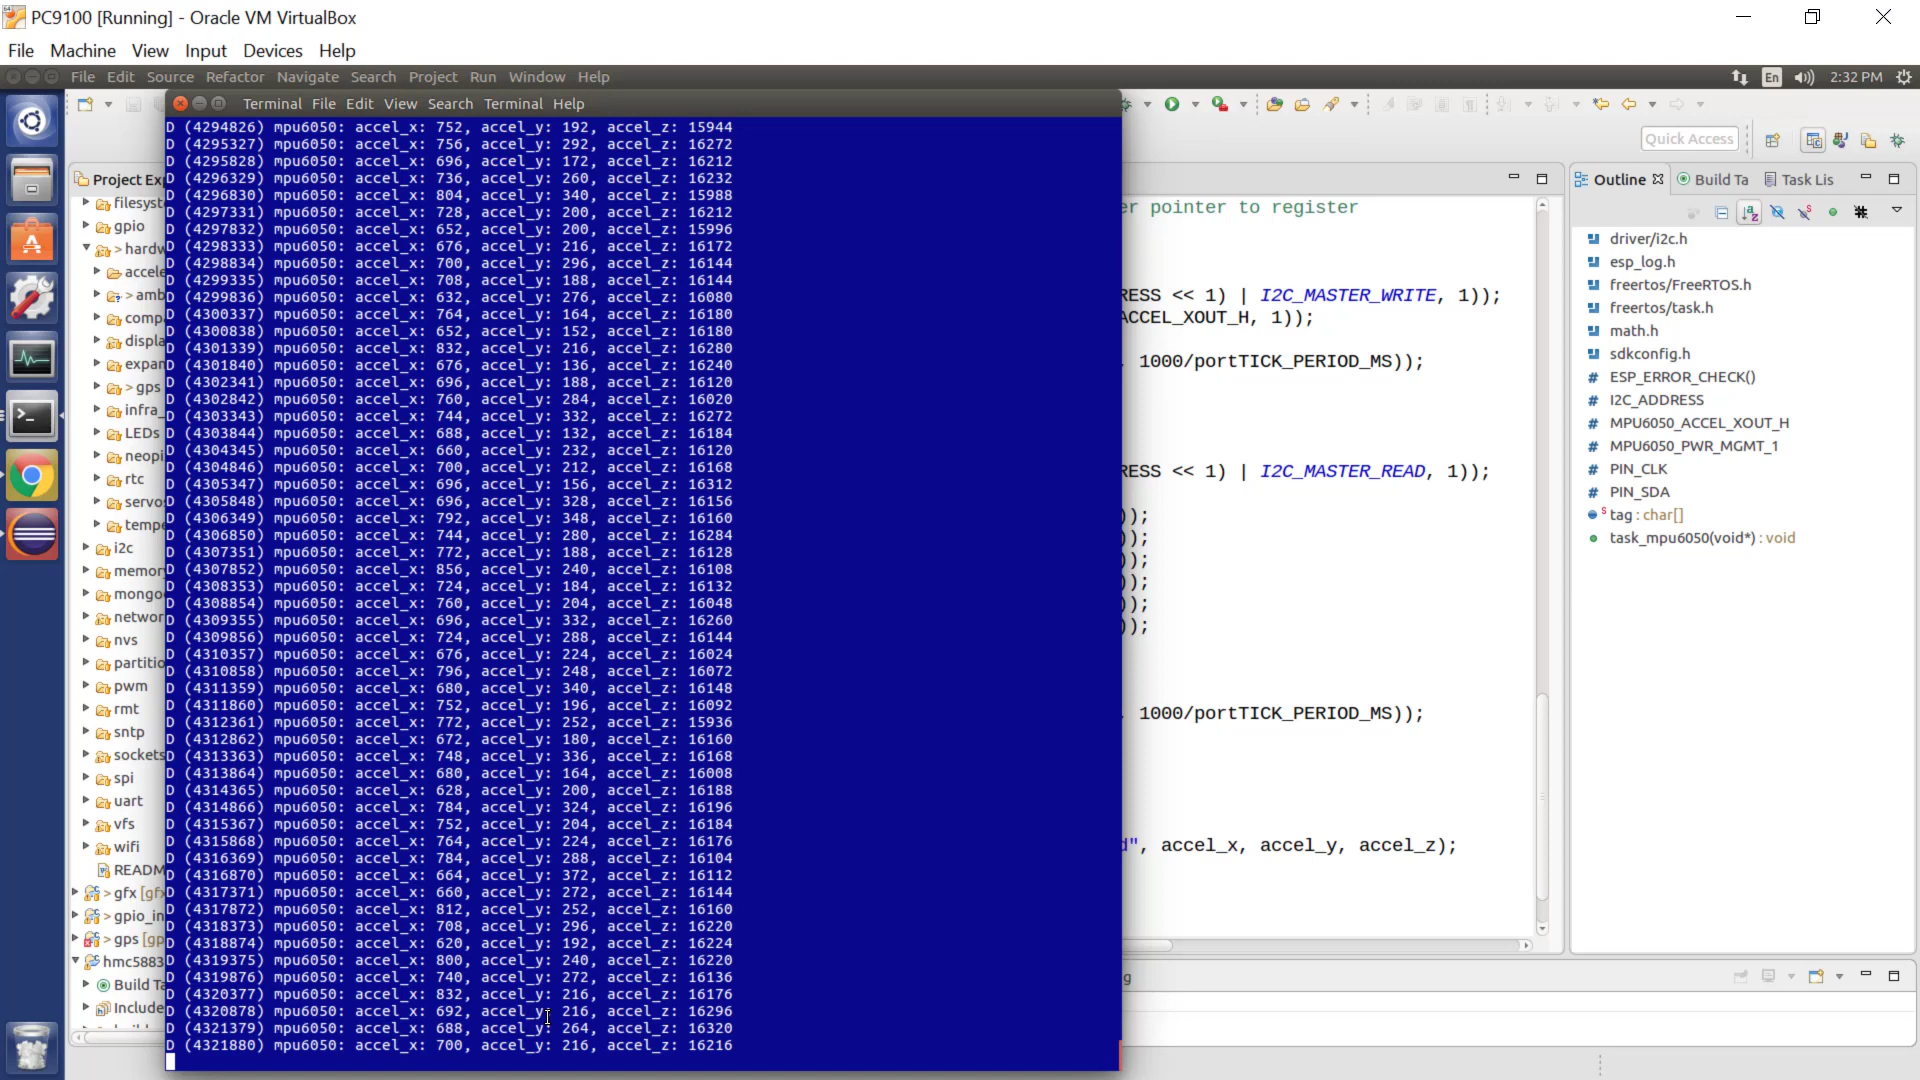 PC9100 [Running] - Oracle VM VirtualBox
File Machine View Input Devices Help
File Edit Source Refactor Navigate Search Project Run Window Help
En
2:32 PM
Terminal File Edit View Search Terminal Help
D (4294826) mpu6050: accel_x: 752, accel_y: 192, accel_z: 15944
D (4295327) mpu6050: accel_x: 756, accel_y: 292, accel_z: 16272
D (4295828) mpu6050: accel_x: 696, accel_y: 172, accel_z: 16212
D (4296329) mpu6050: accel_x: 736, accel_y: 260, accel_z: 16232
D (4296830) mpu6050: accel_x: 804, accel_y: 340, accel_z: 15988
D (4297331) mpu6050: accel_x: 728, accel_y: 200, accel_z: 16212
D (4297832) mpu6050: accel_x: 652, accel_y: 200, accel_z: 15996
D (4298333) mpu6050: accel_x: 676, accel_y: 216, accel_z: 16172
D (4298834) mpu6050: accel_x: 700, accel_y: 296, accel_z: 16144
D (4299335) mpu6050: accel_x: 708, accel_y: 188, accel_z: 16144
D (4299836) mpu6050: accel_x: 632, accel_y: 276, accel_z: 16080
D (4300337) mpu6050: accel_x: 764, accel_y: 164, accel_z: 16180
D (4300838) mpu6050: accel_x: 652, accel_y: 152, accel_z: 16180
D (4301339) mpu6050: accel_x: 832, accel_y: 216, accel_z: 16280
D (4301840) mpu6050: accel_x: 676, accel_y: 136, accel_z: 16240
D (4302341) mpu6050: accel_x: 696, accel_y: 188, accel_z: 16120
D (4302842) mpu6050: accel_x: 760, accel_y: 284, accel_z: 16020
D (4303343) mpu6050: accel_x: 744, accel_y: 332, accel_z: 16272
D (4303844) mpu6050: accel_x: 688, accel_y: 132, accel_z: 16184
D (4304345) mpu6050: accel_x: 660, accel_y: 232, accel_z: 16120
D (4304846) mpu6050: accel_x: 700, accel_y: 212, accel_z: 16168
D (4305347) mpu6050: accel_x: 696, accel_y: 156, accel_z: 16312
D (4305848) mpu6050: accel_x: 696, accel_y: 328, accel_z: 16156
D (4306349) mpu6050: accel_x: 792, accel_y: 348, accel_z: 16160
D (4306850) mpu6050: accel_x: 744, accel_y: 280, accel_z: 16284
D (4307351) mpu6050: accel_x: 772, accel_y: 188, accel_z: 16128
D (4307852) mpu6050: accel_x: 856, accel_y: 240, accel_z: 16108
D (4308353) mpu6050: accel_x: 724, accel_y: 184, accel_z: 16132
D (4308854) mpu6050: accel_x: 760, accel_y: 204, accel_z: 16048
D (4309355) mpu6050: accel_x: 696, accel_y: 332, accel_z: 16260
D (4309856) mpu6050: accel_x: 724, accel_y: 288, accel_z: 16144
D (4310357) mpu6050: accel_x: 676, accel_y: 224, accel_z: 16024
D (4310858) mpu6050: accel_x: 796, accel_y: 248, accel_z: 16072
D (4311359) mpu6050: accel_x: 680, accel_y: 340, accel_z: 16148
D (4311860) mpu6050: accel_x: 752, accel_y: 196, accel_z: 16092
D (4312361) mpu6050: accel_x: 772, accel_y: 252, accel_z: 15936
D (4312862) mpu6050: accel_x: 672, accel_y: 180, accel_z: 16160
D (4313363) mpu6050: accel_x: 748, accel_y: 336, accel_z: 16168
D (4313864) mpu6050: accel_x: 680, accel_y: 164, accel_z: 16008
D (4314365) mpu6050: accel_x: 628, accel_y: 200, accel_z: 16188
D (4314866) mpu6050: accel_x: 784, accel_y: 324, accel_z: 16196
D (4315367) mpu6050: accel_x: 752, accel_y: 204, accel_z: 16184
D (4315868) mpu6050: accel_x: 764, accel_y: 224, accel_z: 16176
D (4316369) mpu6050: accel_x: 784, accel_y: 288, accel_z: 16104
D (4316870) mpu6050: accel_x: 664, accel_y: 372, accel_z: 16112
D (4317371) mpu6050: accel_x: 660, accel_y: 272, accel_z: 16144
D (4317872) mpu6050: accel_x: 812, accel_y: 252, accel_z: 16160
D (4318373) mpu6050: accel_x: 708, accel_y: 296, accel_z: 16220
D (4318874) mpu6050: accel_x: 620, accel_y: 192, accel_z: 16224
D (4319375) mpu6050: accel_x: 800, accel_y: 240, accel_z: 16220
D (4319876) mpu6050: accel_x: 740, accel_y: 272, accel_z: 16136
D (4320377) mpu6050: accel_x: 832, accel_y: 216, accel_z: 16176
D (4320878) mpu6050: accel_x: 692, accel_y: 216, accel_z: 16296
D (4321379) mpu6050: accel_x: 688, accel_y: 264, accel_z: 16320
D (4321880) mpu6050: accel_x: 700, accel_y: 216, accel_z: 16216
Project Exp
filesyst
gpio
> hardw
accele
> amb
comp
displa
expan
> gps
infra_
LEDs
neopi
rtc
servo
tempe
i2c
memory
mongo
networ
nvs
partitio
pwm
rmt
sntp
sockets
spi
uart
vfs
wifi
READM
> gfx [gf
> gpio_in
> gps [gp
hmc5883
Build Ta
Include
er pointer to register
RESS << 1) | I2C_MASTER_WRITE, 1));
ACCEL_XOUT_H, 1));
, 1000/portTICK_PERIOD_MS));
RESS << 1) | I2C_MASTER_READ, 1));
));
));
));
));
));
));
, 1000/portTICK_PERIOD_MS));
d", accel_x, accel_y, accel_z);
g
Quick Access
Outline
Build Ta
Task Lis
driver/i2c.h
esp_log.h
freertos/FreeRTOS.h
freertos/task.h
math.h
sdkconfig.h
# ESP_ERROR_CHECK()
# I2C_ADDRESS
# MPU6050_ACCEL_XOUT_H
# MPU6050_PWR_MGMT_1
# PIN_CLK
# PIN_SDA
S tag : char[]
task_mpu6050(void*) : void